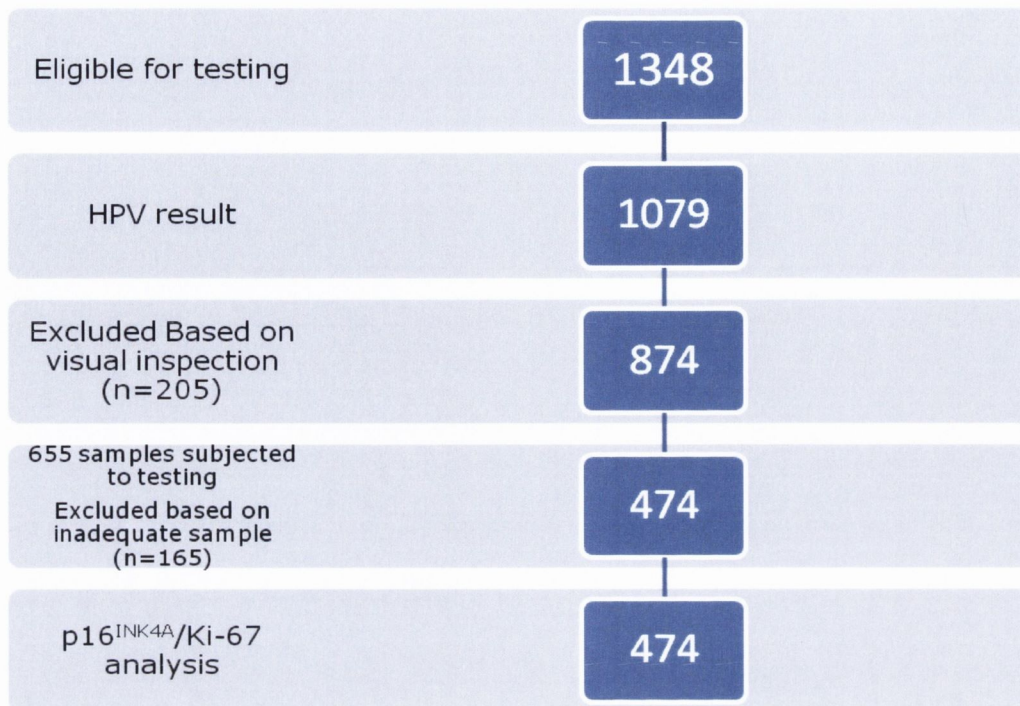 Eligible for testing
1348
HPV result
1079
Excluded Based on
visual inspection
(n=205)
874
655 samples subjected
to testing
Excluded based on
inadequate sample
(n=165)
474
p16ᴵᴺᴷ⁴ᴬ/Ki-67
analysis
474